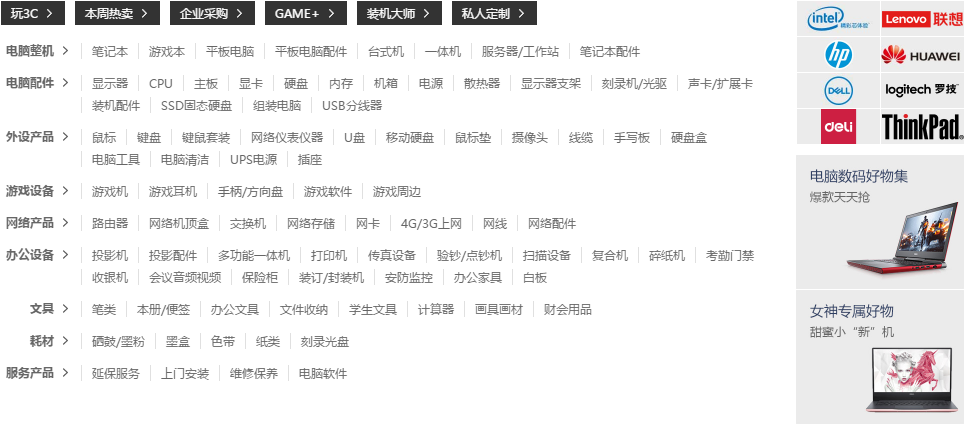 玩3C > 本周热卖 > 企业采购 > GAME+ > 装机大师 > 私人定制 >
电脑整机 > 笔记本 游戏本 平板电脑 平板电脑配件 台式机 一体机 服务器/工作站 笔记本配件
电脑配件 > 显示器 CPU 主板 显卡 硬盘 内存 机箱 电源 散热器 显示器支架 刻录机/光驱 声卡/扩展卡
装机配件 SSD固态硬盘 组装电脑 USB分线器
外设产品 > 鼠标 键盘 键鼠套装 网络仪表仪器 U盘 移动硬盘 鼠标垫 摄像头 线缆 手写板 硬盘盒
电脑工具 电脑清洁 UPS电源 插座
游戏设备 > 游戏机 游戏耳机 手柄/方向盘 游戏软件 游戏周边
网络产品 > 路由器 网络机顶盒 交换机 网络存储 网卡 4G/3G上网 网线 网络配件
办公设备 > 投影机 投影配件 多功能一体机 打印机 传真设备 验钞/点钞机 扫描设备 复合机 碎纸机 考勤门禁
收银机 会议音频视频 保险柜 装订/封装机 安防监控 办公家具 白板
文具 > 笔类 本册/便签 办公文具 文件收纳 学生文具 计算器 画具画材 财会用品
耗材 > 硒鼓/墨粉 墨盒 色带 纸类 刻录光盘
服务产品 > 延保服务 上门安装 维修保养 电脑软件
intel 精彩芯体验 Lenovo 联想
hp HUAWEI
DELL logitech 罗技
deli ThinkPad
电脑数码好物集
爆款天天抢
女神专属好物
甜蜜小“新”机